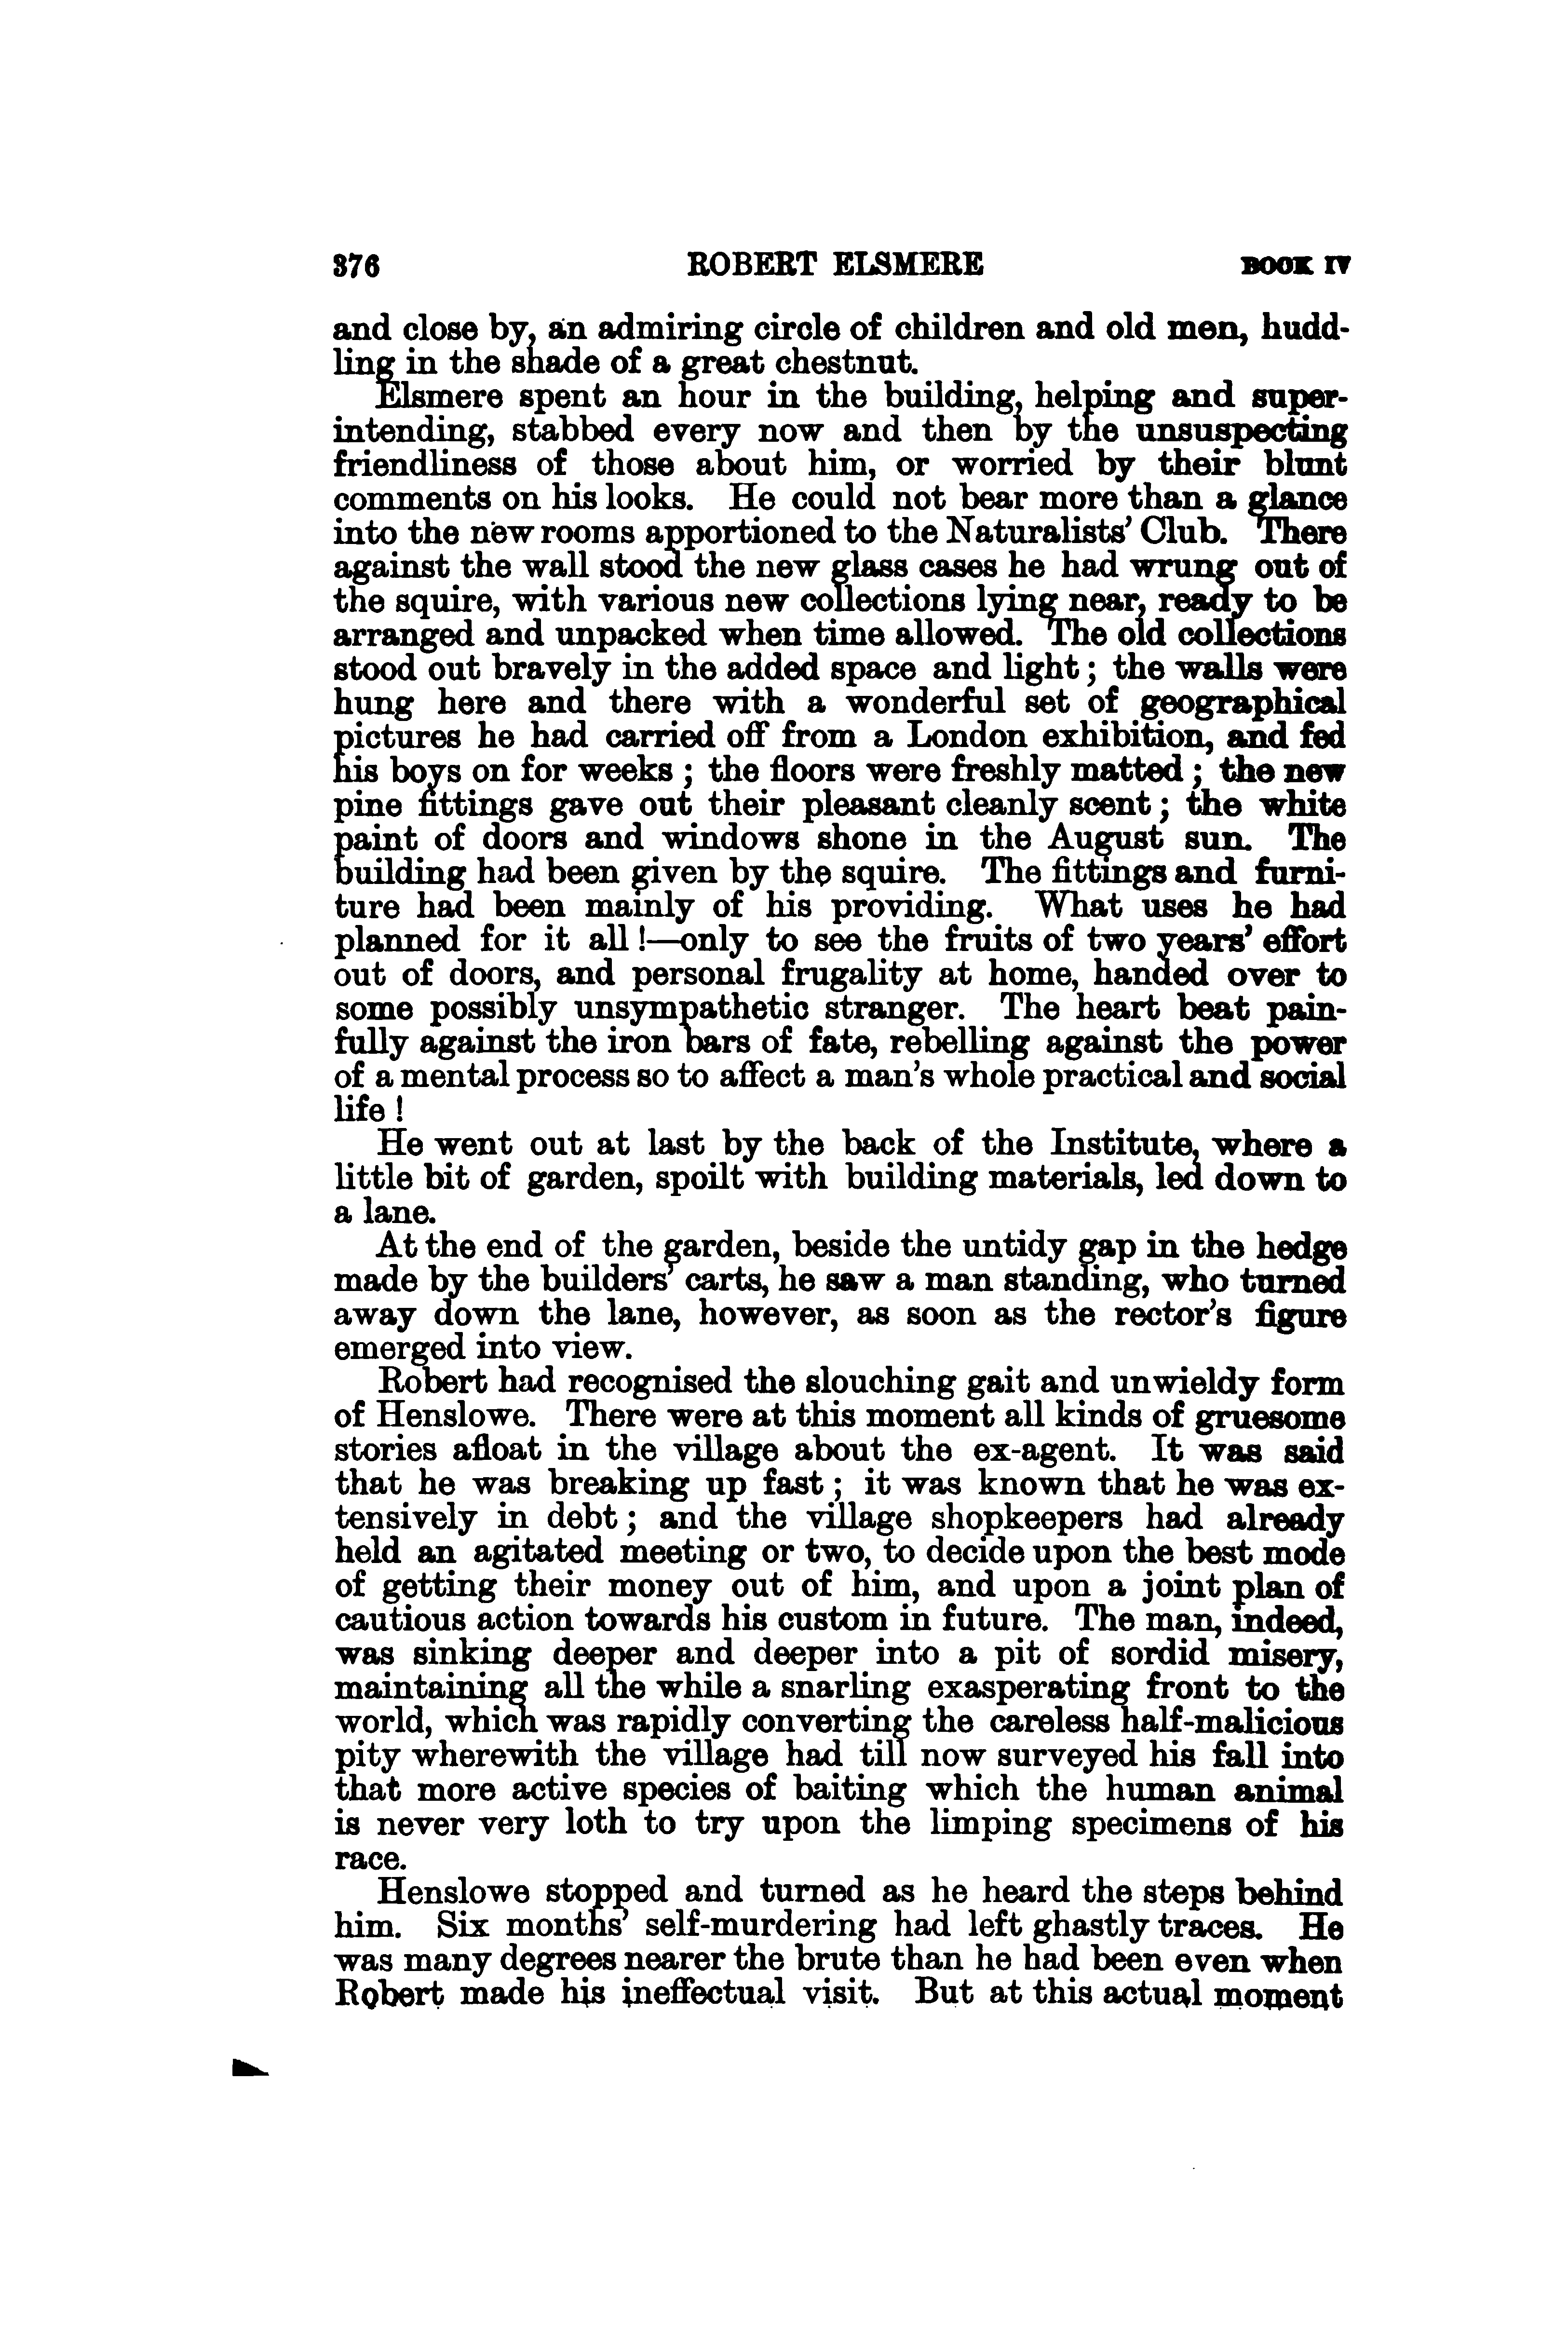 376 ROBERT ELSMERE BOOK IV
and close by, an admiring circle of children and old men, hudd-
ling in the shade of a great chestnut.
Elsmere spent an hour in the building, helping and super-
intending, stabbed every now and then by the unsuspecting
friendliness of those about him, or worried by their blunt
comments on his looks. He could not bear more than a glance
into the new rooms apportioned to the Naturalists' Club. There
against the wall stood the new glass cases he had wrung out of
the squire, with various new collections lying near, ready to be
arranged and unpacked when time allowed. The old collections
stood out bravely in the added space and light; the walls were
hung here and there with a wonderful set of geographical
pictures he had carried off from a London exhibition, and fed
his boys on for weeks; the floors were freshly matted; the new
pine fittings gave out their pleasant cleanly scent; the white
paint of doors and windows shone in the August sun. The
building had been given by the squire. The fittings and furni-
ture had been mainly of his providing. What uses he had
planned for it all!—only to see the fruits of two years' effort
out of doors, and personal frugality at home, handed over to
some possibly unsympathetic stranger. The heart beat pain-
fully against the iron bars of fate, rebelling against the power
of a mental process so to affect a man's whole practical and social
life!
He went out at last by the back of the Institute, where a
little bit of garden, spoilt with building materials, led down to
a lane.
At the end of the garden, beside the untidy gap in the hedge
made by the builders' carts, he saw a man standing, who turned
away down the lane, however, as soon as the rector's figure
emerged into view.
Robert had recognised the slouching gait and unwieldy form
of Henslowe. There were at this moment all kinds of gruesome
stories afloat in the village about the ex-agent. It was said
that he was breaking up fast; it was known that he was ex-
tensively in debt; and the village shopkeepers had already
held an agitated meeting or two, to decide upon the best mode
of getting their money out of him, and upon a joint plan of
cautious action towards his custom in future. The man, indeed,
was sinking deeper and deeper into a pit of sordid misery,
maintaining all the while a snarling exasperating front to the
world, which was rapidly converting the careless half-malicious
pity wherewith the village had till now surveyed his fall into
that more active species of baiting which the human animal
is never very loth to try upon the limping specimens of his
race.
Henslowe stopped and turned as he heard the steps behind
him. Six months' self-murdering had left ghastly traces. He
was many degrees nearer the brute than he had been even when
Robert made his ineffectual visit. But at this actual moment